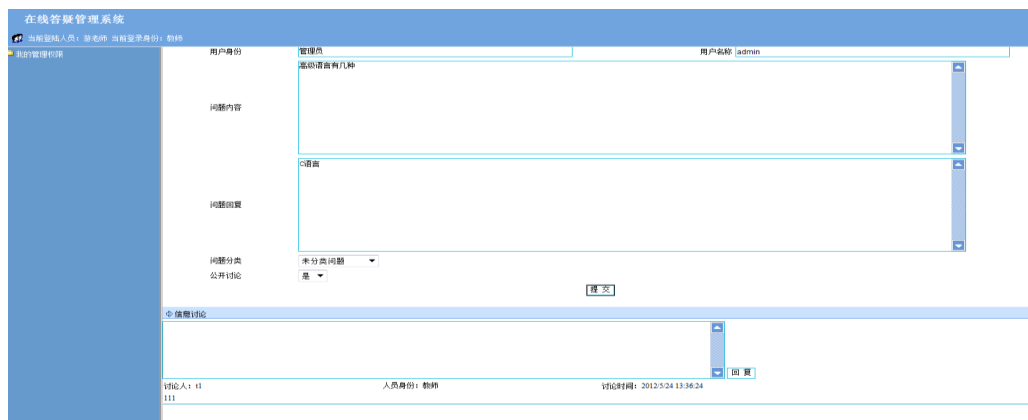 在线答疑管理系统
当前登陆人员：游老师 当前登录身份：教师
我的管理权限
用户身份 管理员 用户名称 admin
问题内容 高级语言有几种
问题回复 C语言
问题分类 未分类问题
公开讨论 是
提 交
信息讨论
回 复
讨论人：t1 人员身份：教师 讨论时间：2012/5/24 13:36:24
111